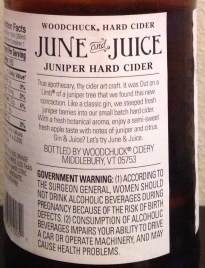 WOODCHUCK® HARD CIDER
JUNE and JUICE
JUNIPER HARD CIDER
True apothecary, thy cider art craft. It was Out on a
Limb® of a juniper tree that we found this new
concoction. Like a classic gin, we steeped fresh
juniper berries into our small batch hard cider.
With a fresh botanical aroma, enjoy a semi-sweet
fresh apple taste with notes of juniper and citrus.
Gin & Juice? Let's try June & Juice.
BOTTLED BY WOODCHUCK® CIDERY
MIDDLEBURY, VT 05753
GOVERNMENT WARNING: (1) ACCORDING TO
THE SURGEON GENERAL, WOMEN SHOULD
NOT DRINK ALCOHOLIC BEVERAGES DURING
PREGNANCY BECAUSE OF THE RISK OF BIRTH
DEFECTS. (2) CONSUMPTION OF ALCOHOLIC
BEVERAGES IMPAIRS YOUR ABILITY TO DRIVE
A CAR OR OPERATE MACHINERY, AND MAY
CAUSE HEALTH PROBLEMS.